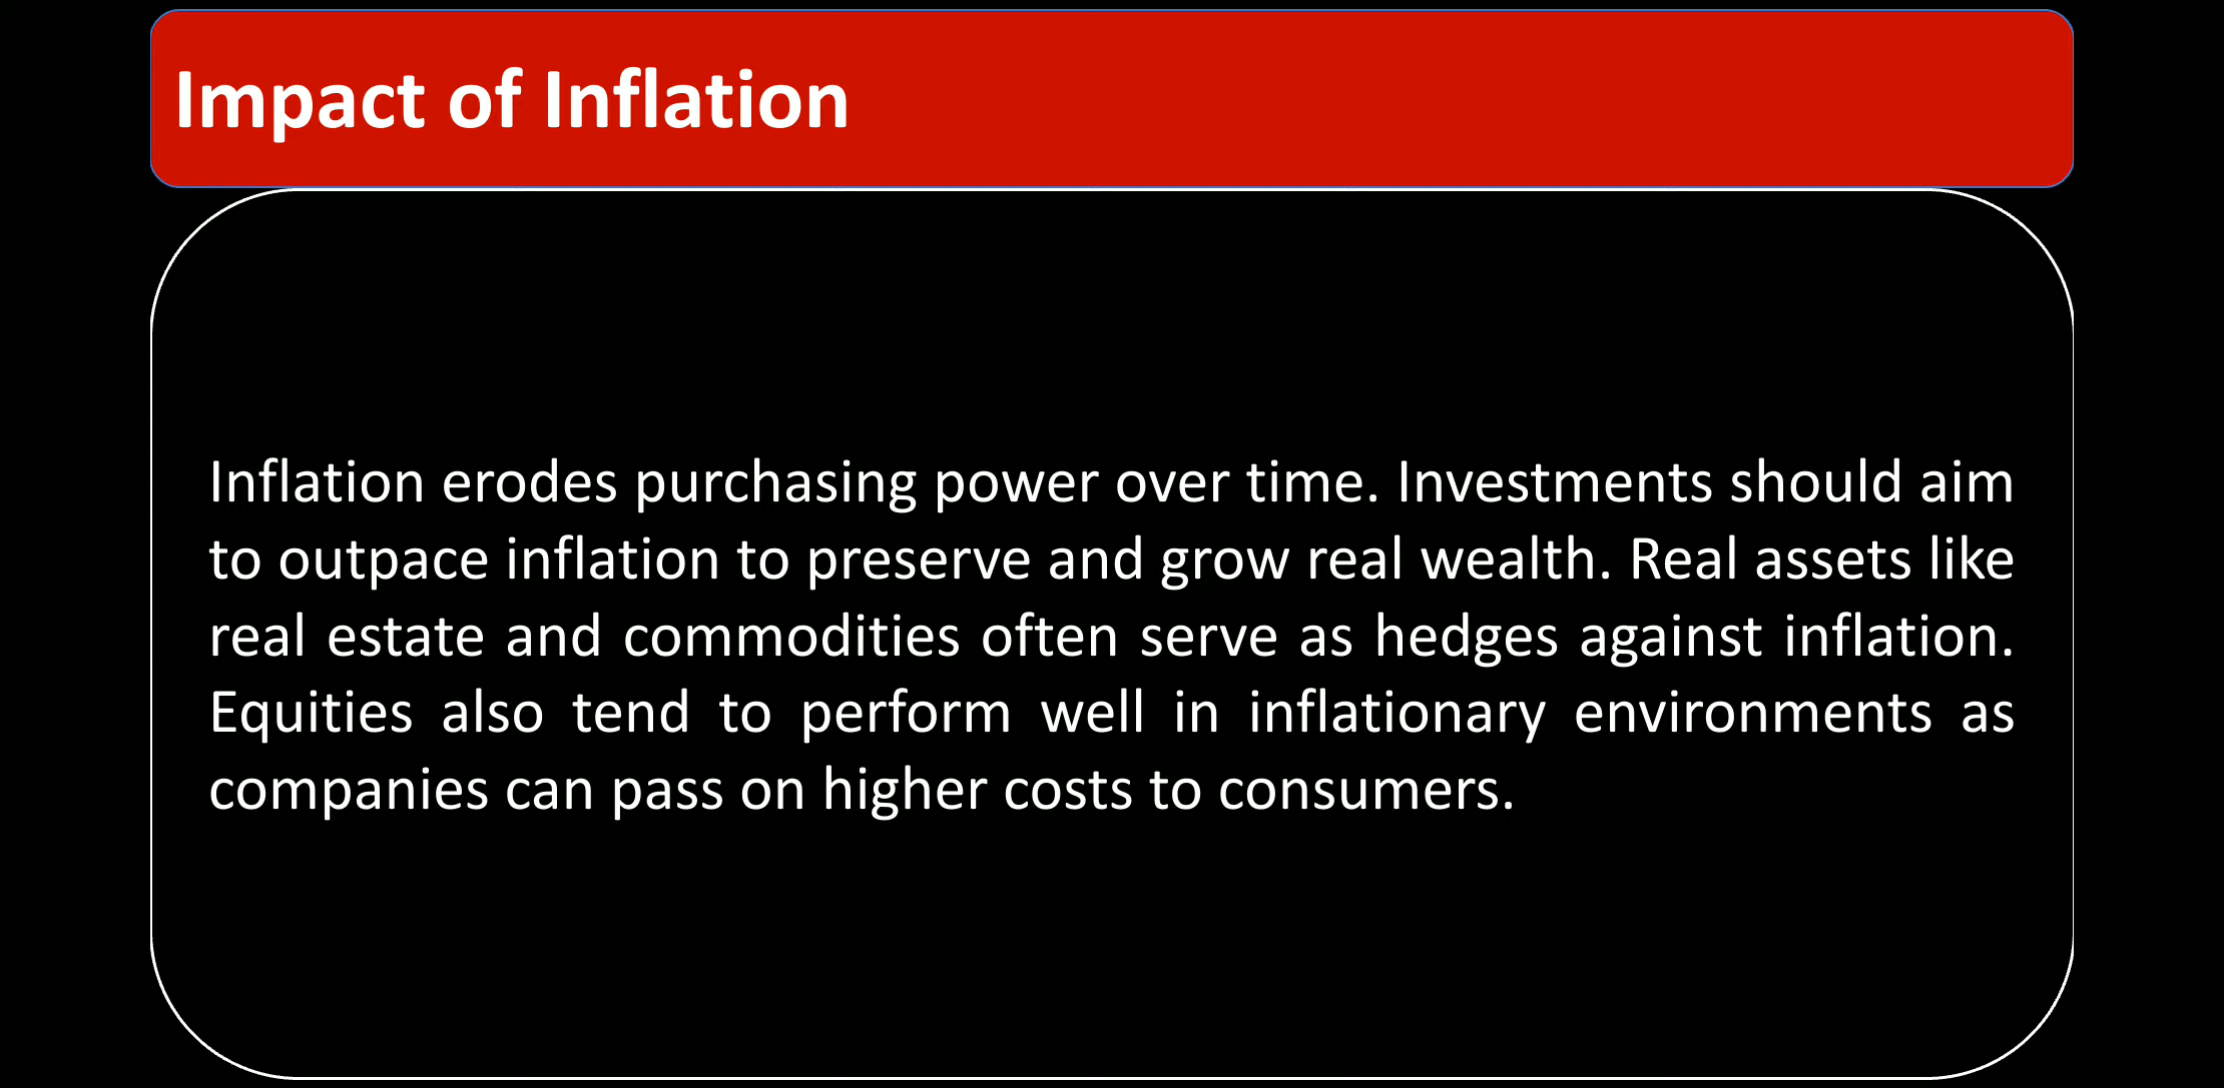 Impact of Inflation
Inflation erodes purchasing power over time. Investments should aim
to outpace inflation to preserve and grow real wealth. Real assets like
real estate and commodities often serve as hedges against inflation.
Equities also tend to perform well in inflationary environments as
companies can pass on higher costs to consumers.